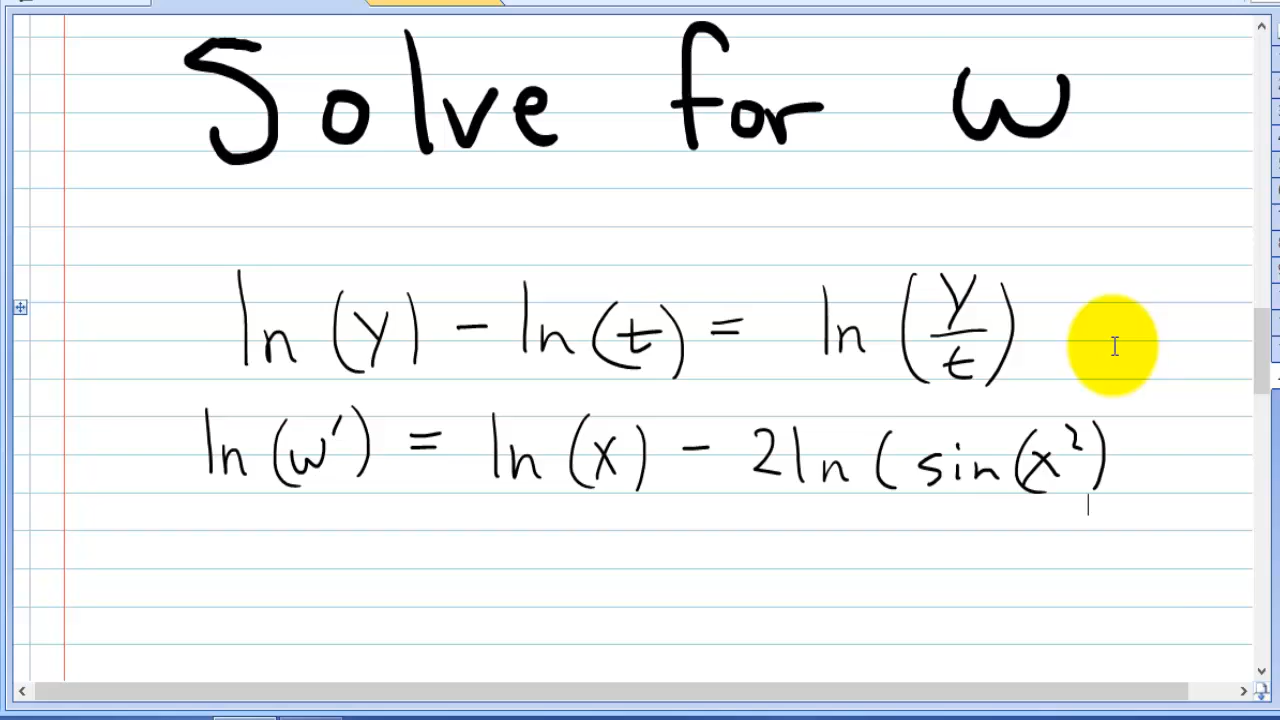 Solve for w
ln(y) - ln(t) = ln(y/t)
ln(w') = ln(x) - 2ln(sin(x²)